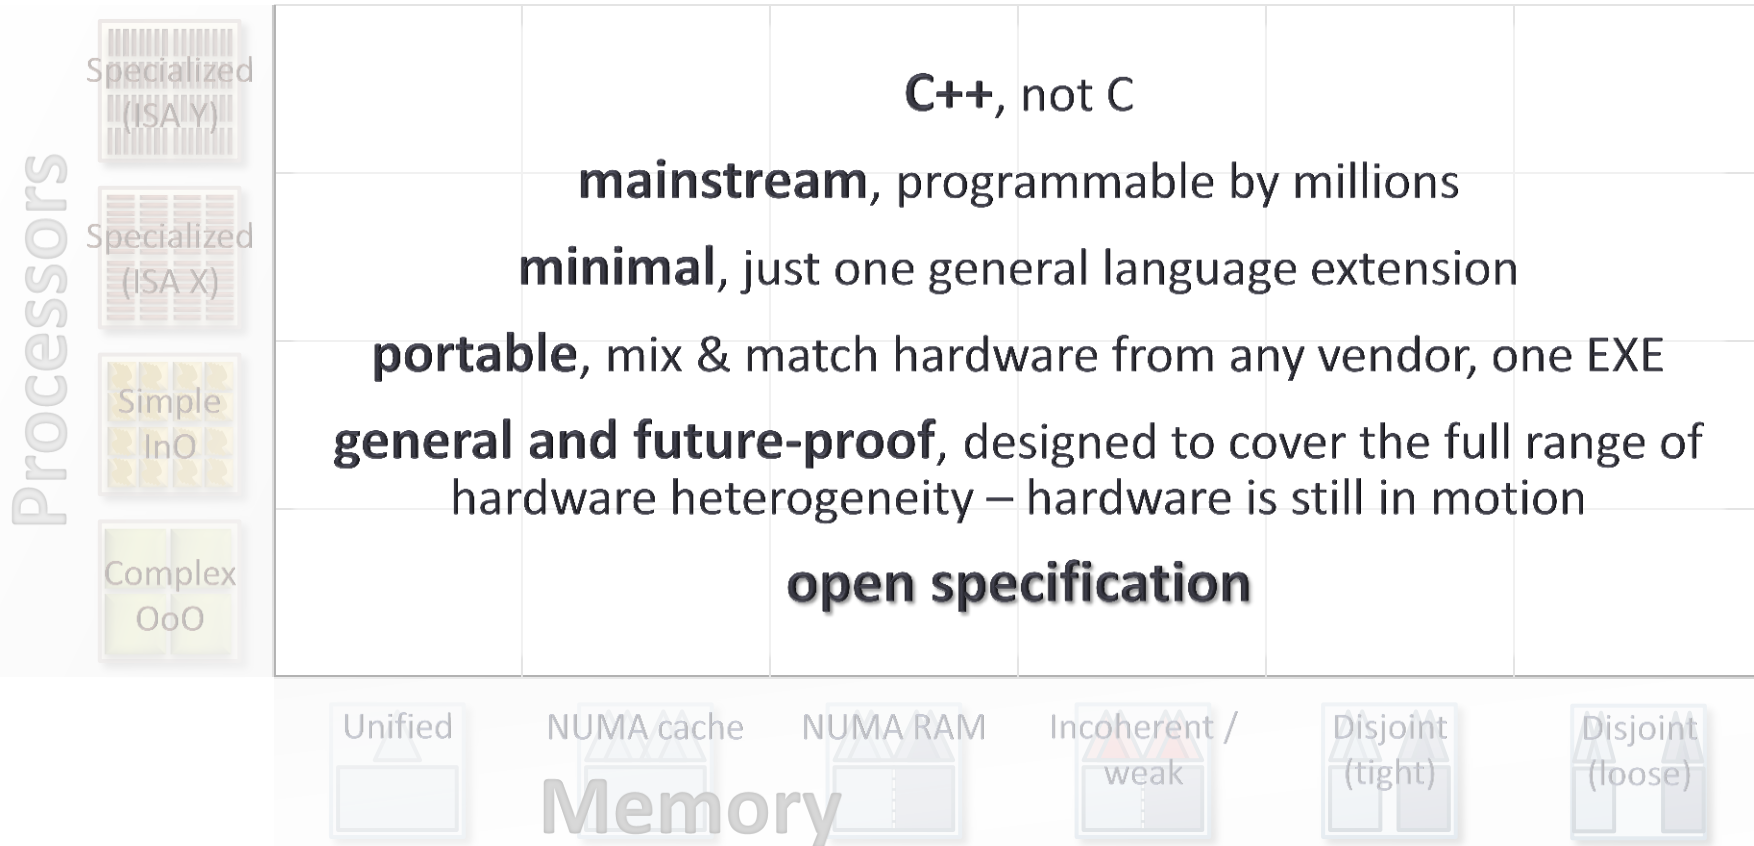 C++, not C
mainstream, programmable by millions
minimal, just one general language extension
portable, mix & match hardware from any vendor, one EXE
general and future-proof, designed to cover the full range of
hardware heterogeneity – hardware is still in motion
open specification
Processors
Specialized
(ISA Y)
Specialized
(ISA X)
Simple
InO
Complex
OoO
Unified
NUMA cache
NUMA RAM
Incoherent /
weak
Disjoint
(tight)
Disjoint
(loose)
Memory